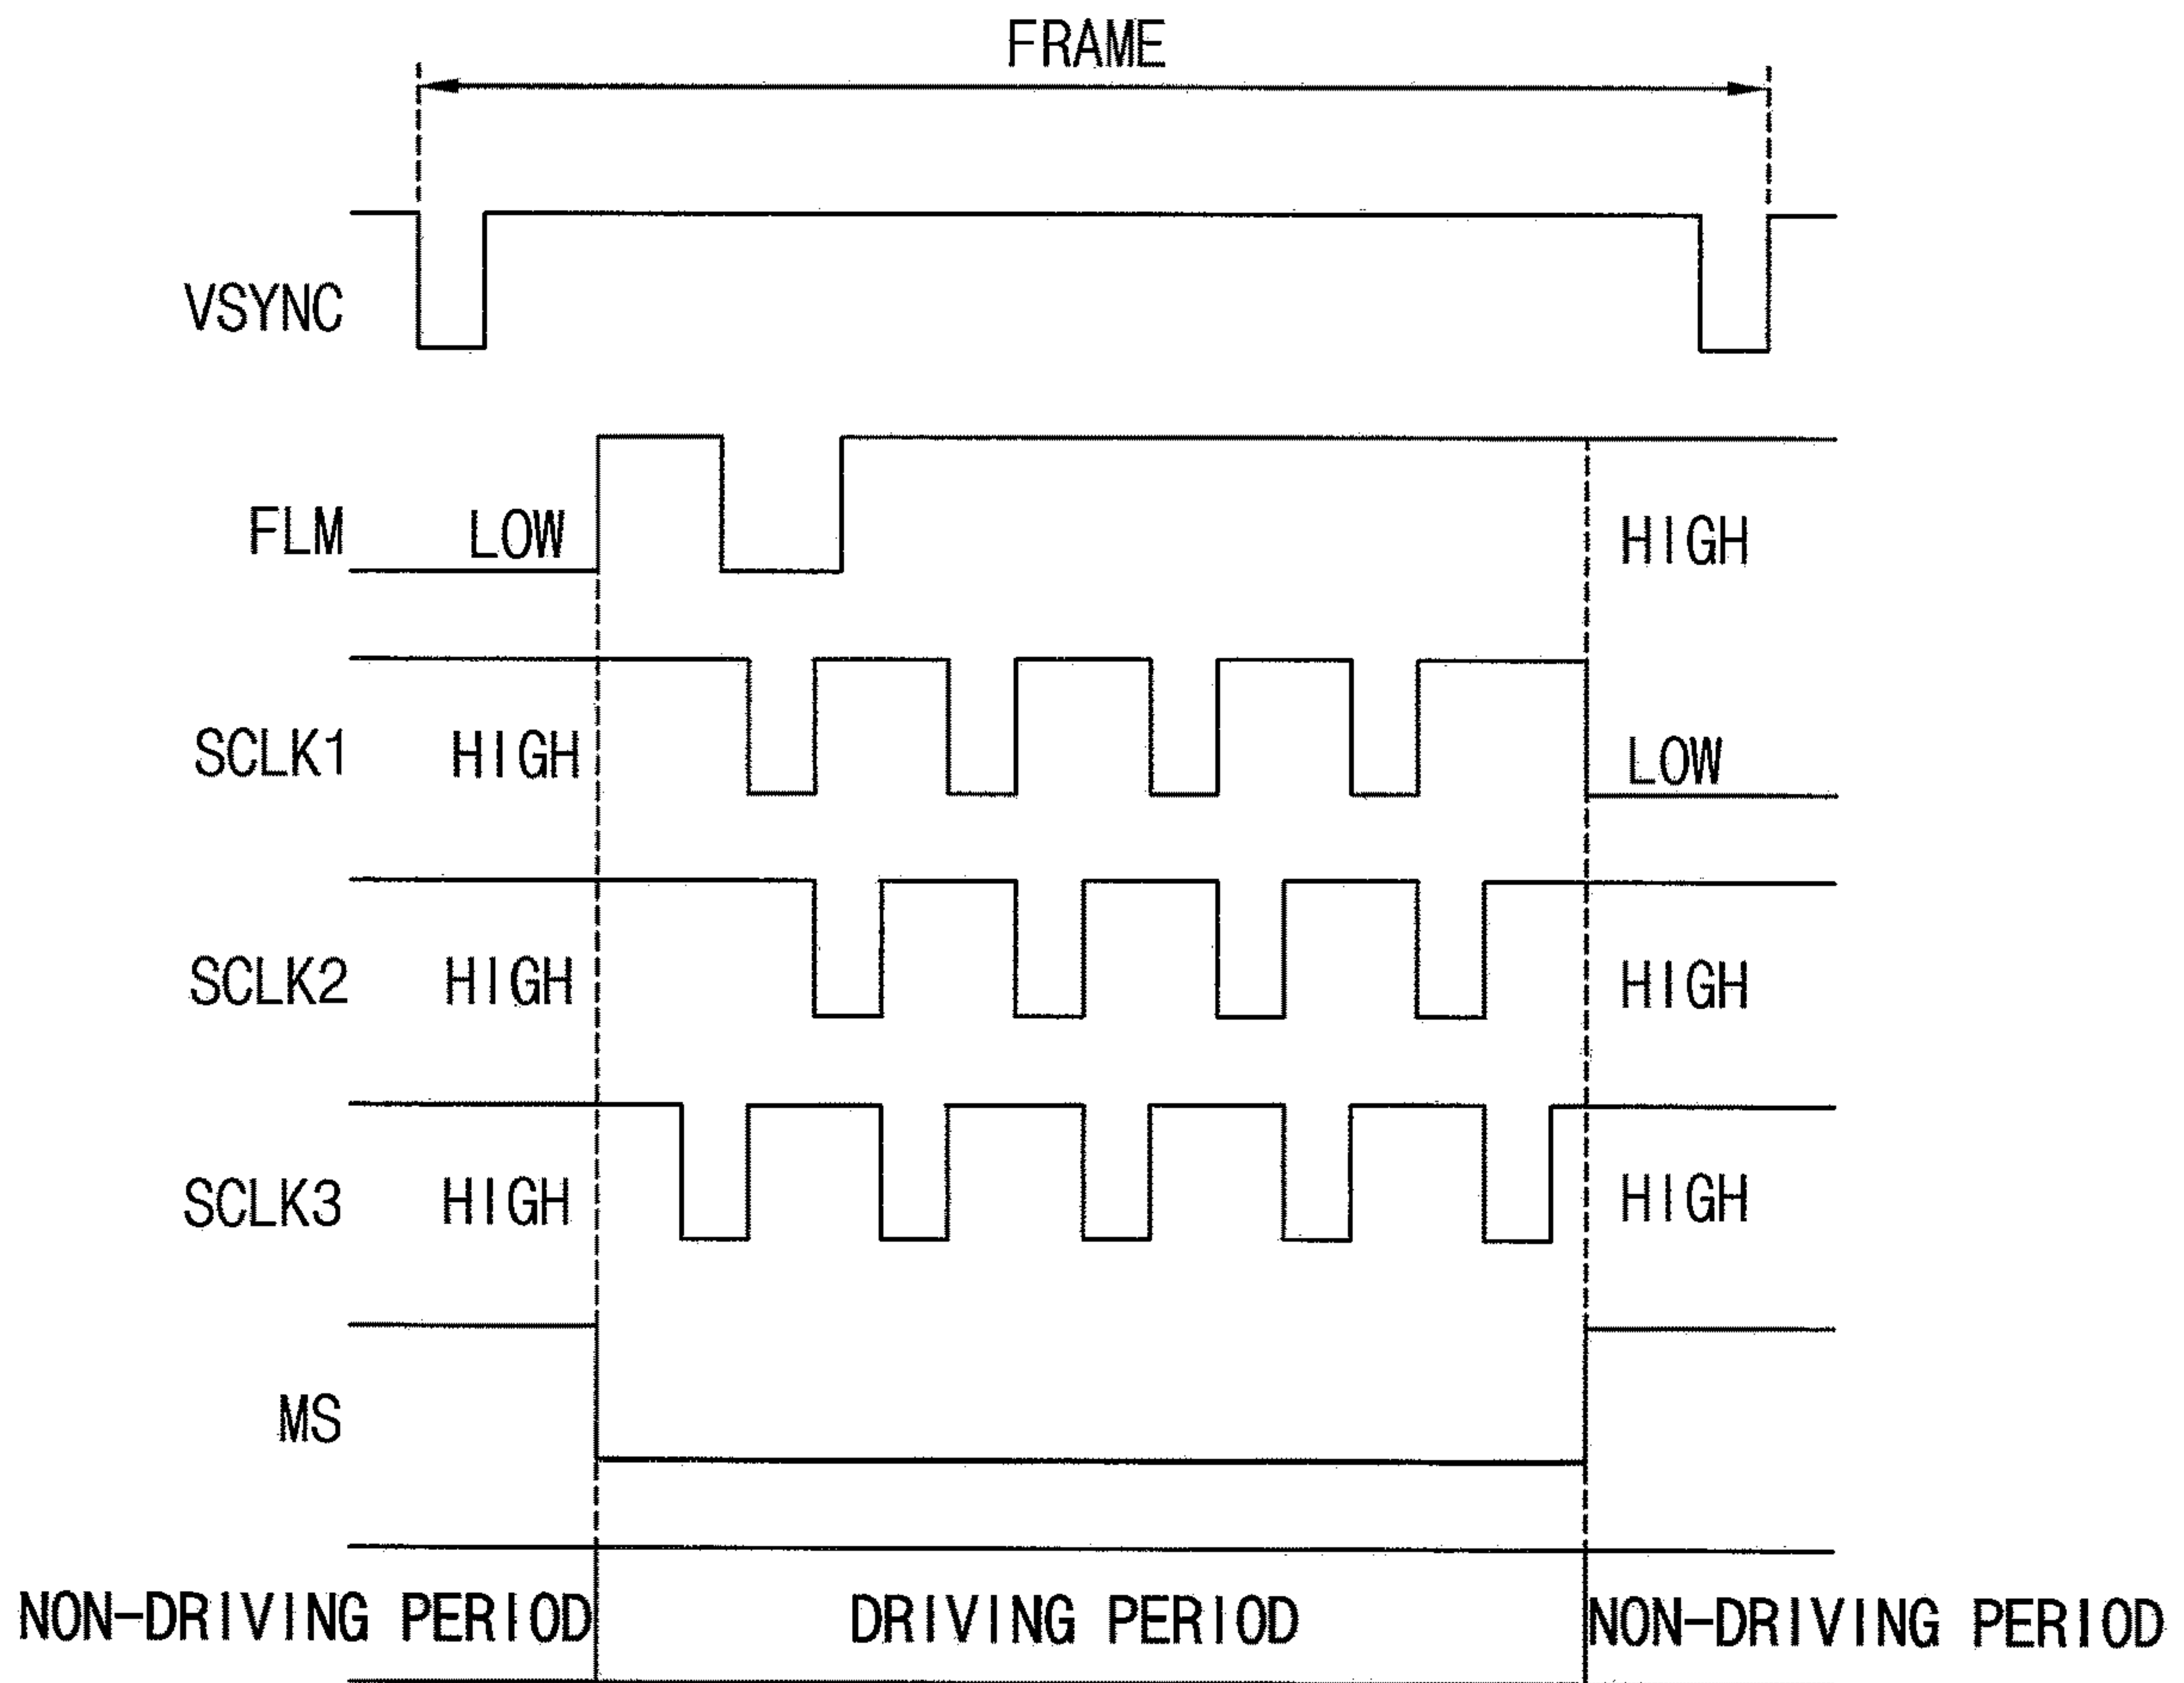 FRAME
VSYNC
FLM LOW HIGH
SCLK1 HIGH LOW
SCLK2 HIGH HIGH
SCLK3 HIGH HIGH
MS
NON-DRIVING PERIOD DRIVING PERIOD NON-DRIVING PERIOD